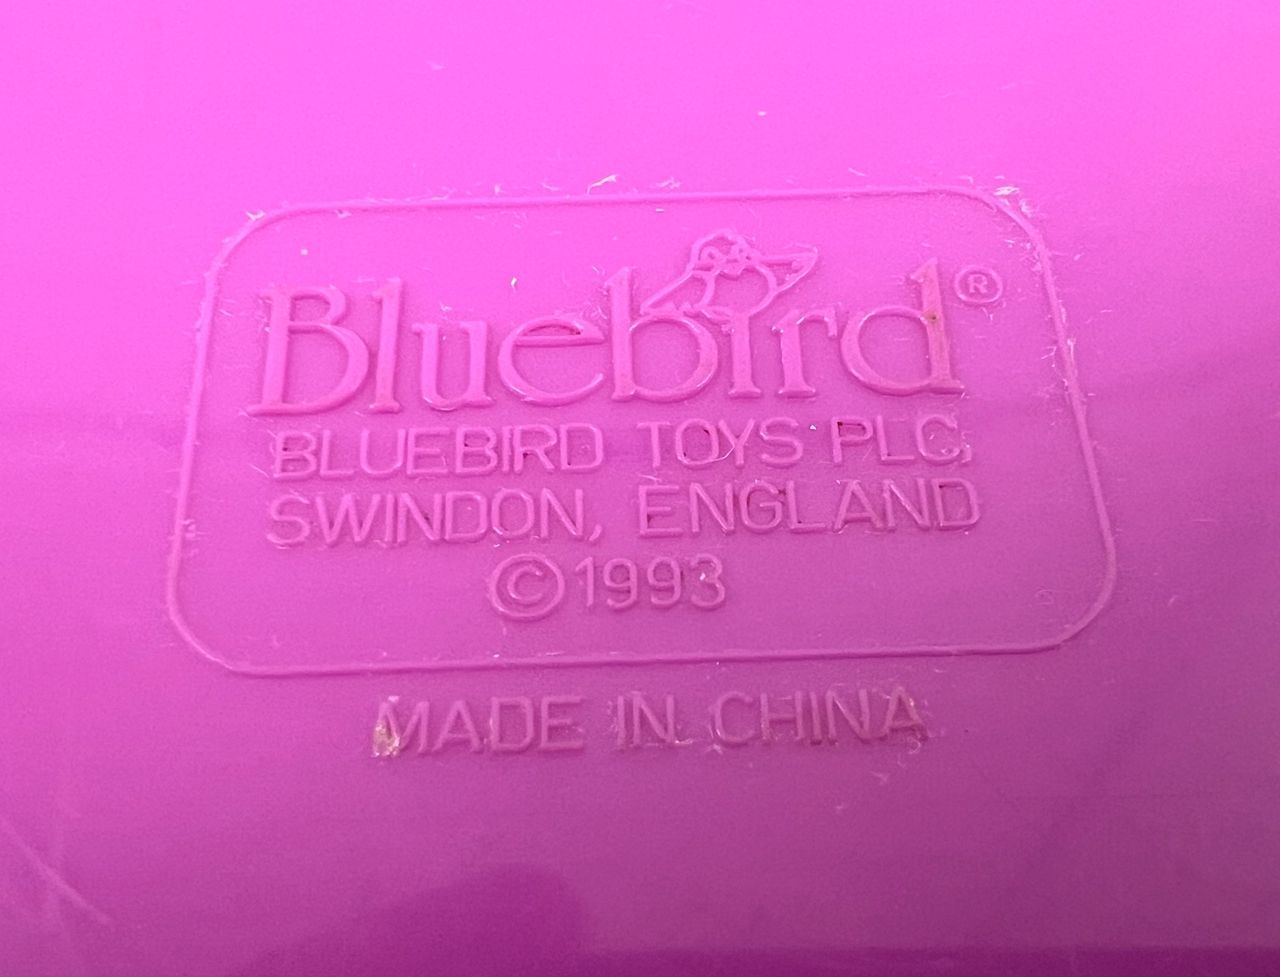 Bluebird®
BLUEBIRD TOYS PLC,
SWINDON, ENGLAND
©1993
MADE IN CHINA